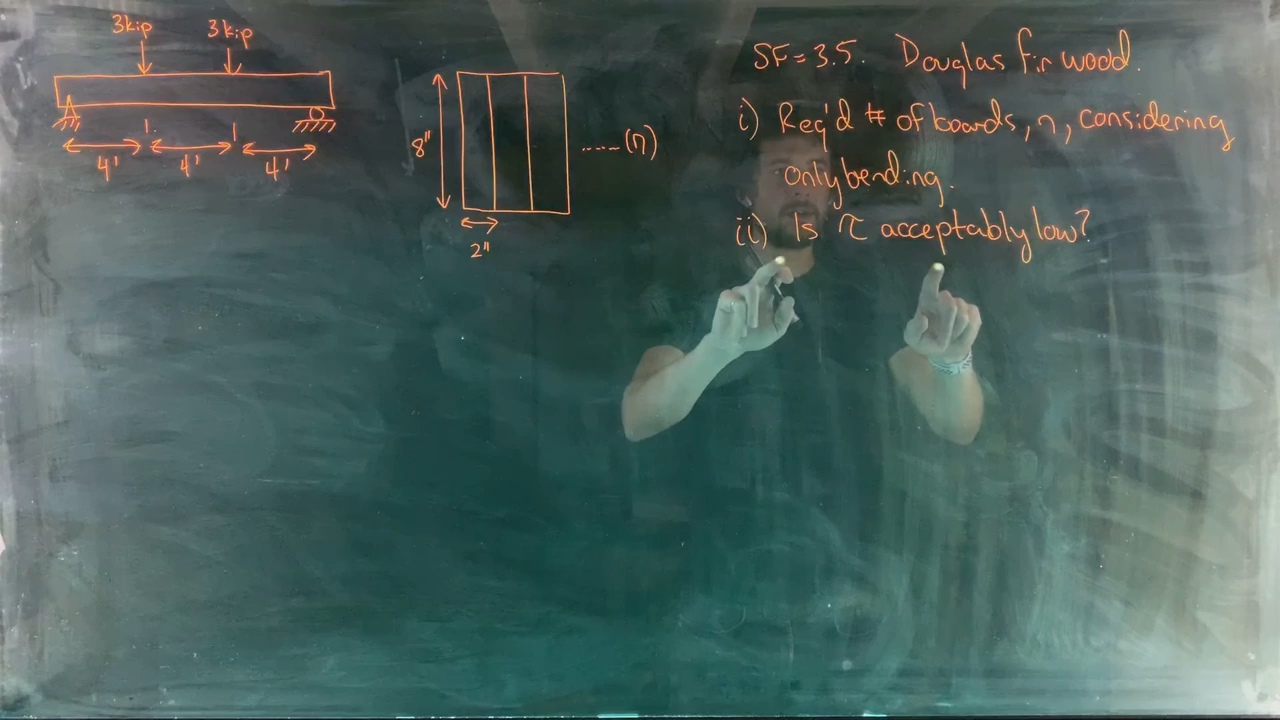 3kip 3kip
4' 4' 4'
8"
2"
.....(n)
SF=3.5. Douglas fir wood.
i) Req'd # of boards, n, considering
only bending.
ii) Is τ acceptably low?